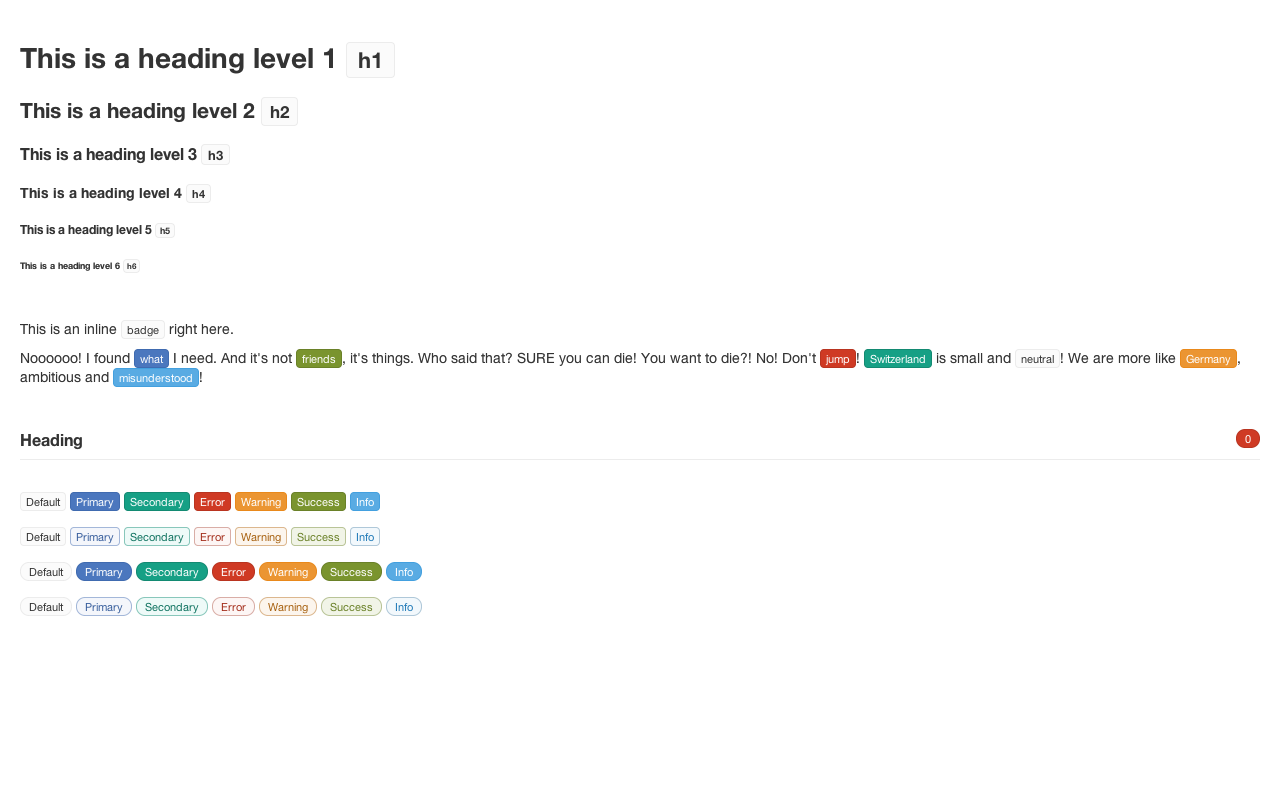 This is a heading level 1 h1
This is a heading level 2 h2
This is a heading level 3 h3
This is a heading level 4 h4
This is a heading level 5 h5
This is a heading level 6 h6
This is an inline badge right here.
Noooooo! I found what I need. And it's not friends, it's things. Who said that? SURE you can die! You want to die?! No! Don't jump! Switzerland is small and neutral! We are more like Germany,
ambitious and misunderstood!
Heading 0
Default Primary Secondary Error Warning Success Info
Default Primary Secondary Error Warning Success Info
Default Primary Secondary Error Warning Success Info
Default Primary Secondary Error Warning Success Info